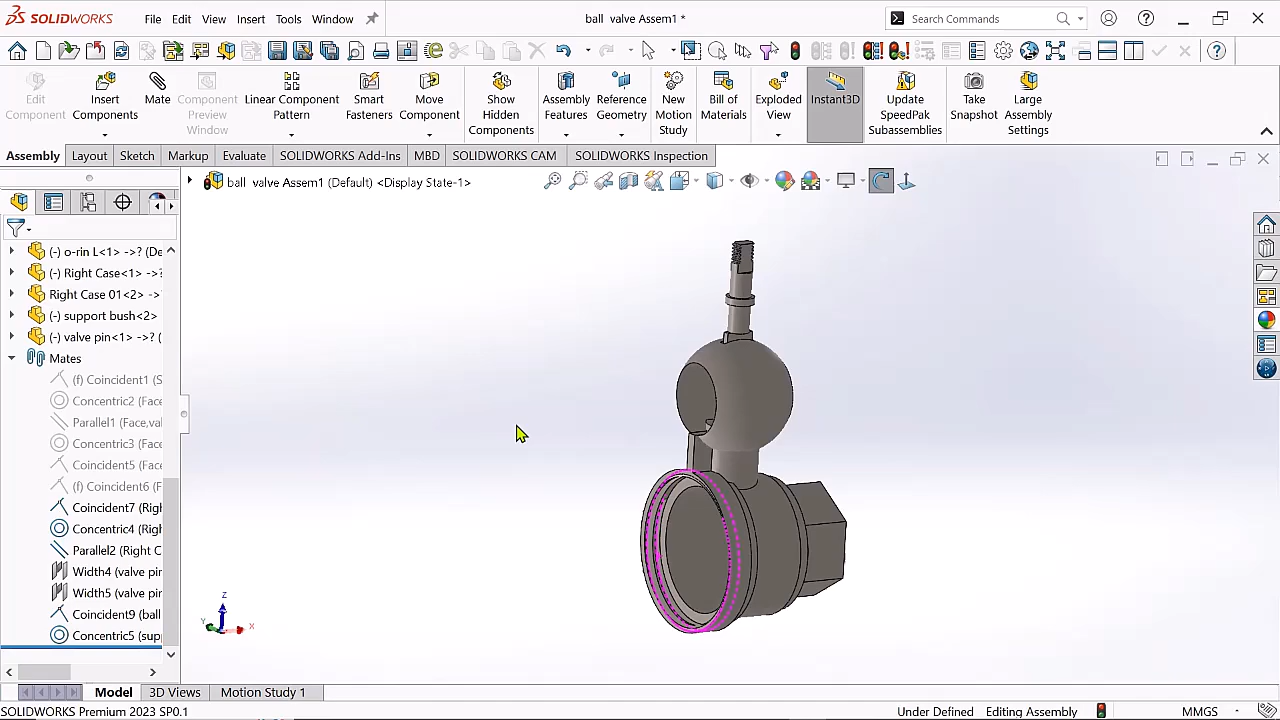 SOLIDWORKS
File Edit View Insert Tools Window
ball valve Assem1 *
Search Commands
Edit Component
Insert Components
Mate
Component Preview Window
Linear Component Pattern
Smart Fasteners
Move Component
Show Hidden Components
Assembly Features
Reference Geometry
New Motion Study
Bill of Materials
Exploded View
Instant3D
Update SpeedPak Subassemblies
Take Snapshot
Large Assembly Settings
Assembly Layout Sketch Markup Evaluate SOLIDWORKS Add-Ins MBD SOLIDWORKS CAM SOLIDWORKS Inspection
ball valve Assem1 (Default) <Display State-1>
(-) o-rin L<1> ->? (De
(-) Right Case<1> ->?
Right Case 01<2> ->
(-) support bush<2>
(-) valve pin<1> ->? (
Mates
(f) Coincident1 (S
Concentric2 (Face
Parallel1 (Face,val
Concentric3 (Face
Coincident5 (Face
(f) Coincident6 (F
Coincident7 (Righ
Concentric4 (Righ
Parallel2 (Right C
Width4 (valve pin
Width5 (valve pin
Coincident9 (ball
Concentric5 (sup
Z
Y
X
Model 3D Views Motion Study 1
SOLIDWORKS Premium 2023 SP0.1
Under Defined Editing Assembly MMGS